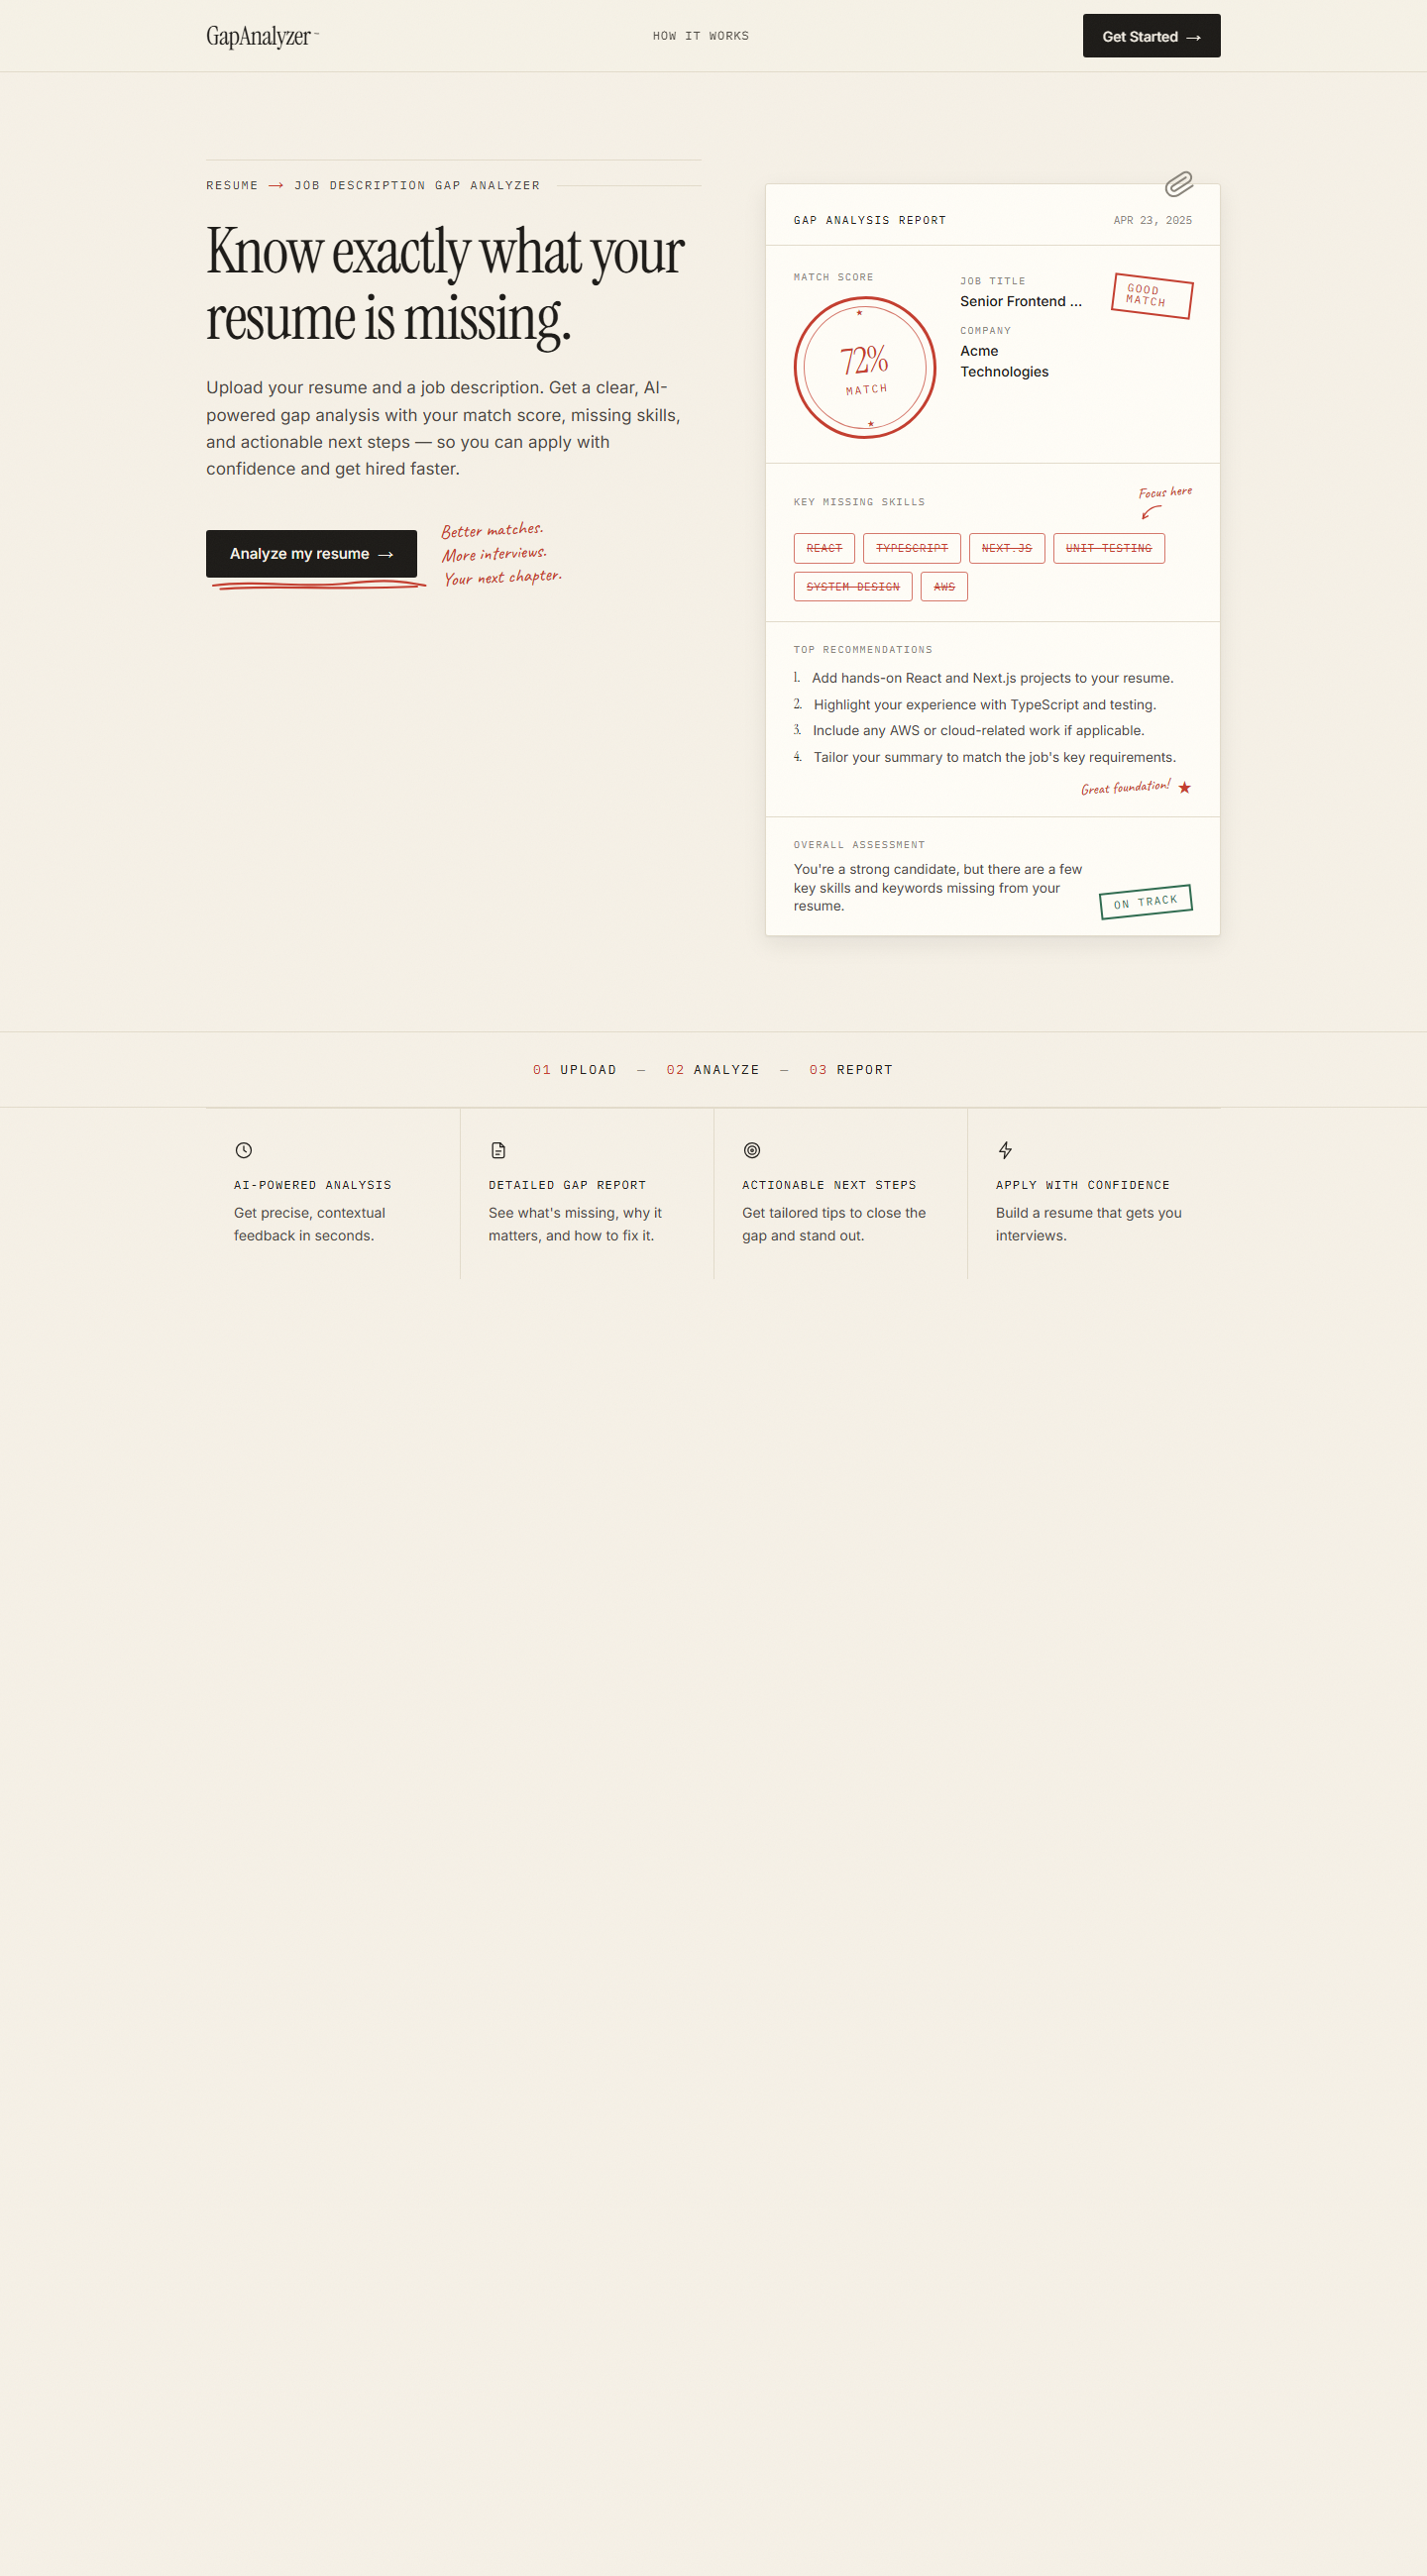 GapAnalyzer™
HOW IT WORKS
Get Started →
RESUME → JOB DESCRIPTION GAP ANALYZER
Know exactly what your
resume is missing.
Upload your resume and a job description. Get a clear, AI-
powered gap analysis with your match score, missing skills,
and actionable next steps — so you can apply with
confidence and get hired faster.
Analyze my resume →
Better matches.
More interviews.
Your next chapter.
GAP ANALYSIS REPORT
APR 23, 2025
MATCH SCORE
72%
MATCH
JOB TITLE
Senior Frontend ...
COMPANY
Acme
Technologies
GOOD
MATCH
KEY MISSING SKILLS
Focus here
REACT
TYPESCRIPT
NEXT.JS
UNIT TESTING
SYSTEM DESIGN
AWS
TOP RECOMMENDATIONS
1. Add hands-on React and Next.js projects to your resume.
2. Highlight your experience with TypeScript and testing.
3. Include any AWS or cloud-related work if applicable.
4. Tailor your summary to match the job's key requirements.
Great foundation! ★
OVERALL ASSESSMENT
You're a strong candidate, but there are a few
key skills and keywords missing from your
resume.
ON TRACK
01 UPLOAD — 02 ANALYZE — 03 REPORT
AI-POWERED ANALYSIS
Get precise, contextual
feedback in seconds.
DETAILED GAP REPORT
See what's missing, why it
matters, and how to fix it.
ACTIONABLE NEXT STEPS
Get tailored tips to close the
gap and stand out.
APPLY WITH CONFIDENCE
Build a resume that gets you
interviews.